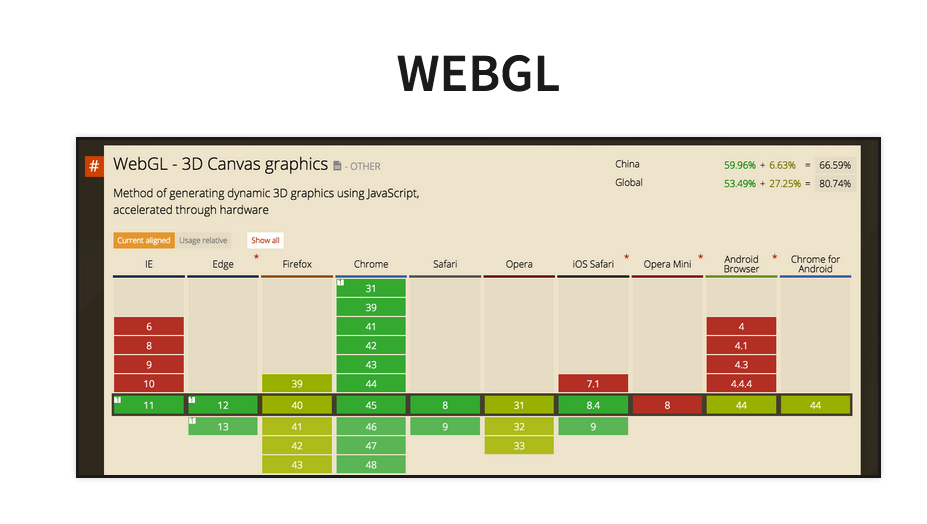 WEBGL
# WebGL - 3D Canvas graphics - OTHER
China 59.96% + 6.63% = 66.59%
Global 53.49% + 27.25% = 80.74%
Method of generating dynamic 3D graphics using JavaScript,
accelerated through hardware
Current aligned Usage relative Show all
IE Edge * Firefox Chrome Safari Opera iOS Safari * Opera Mini * Android Browser * Chrome for Android
31
39
6 41 4
8 42 4.1
9 43 4.3
10 39 44 7.1 4.4.4
11 12 40 45 8 31 8.4 8 44 44
13 41 46 9 32 9
42 47 33
43 48